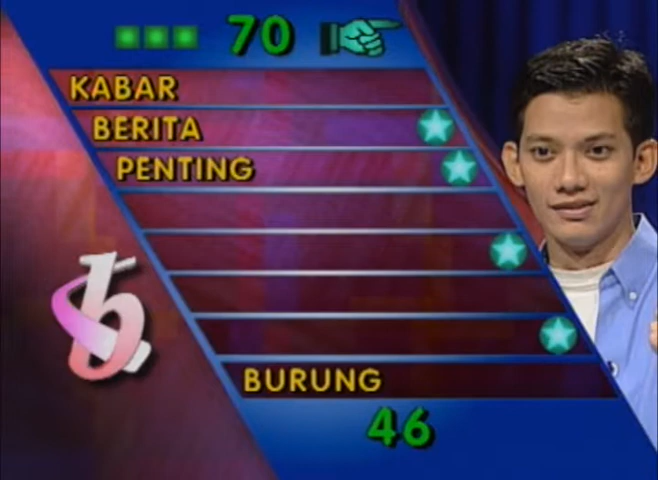 70
KABAR
BERITA
PENTING
BURUNG
46